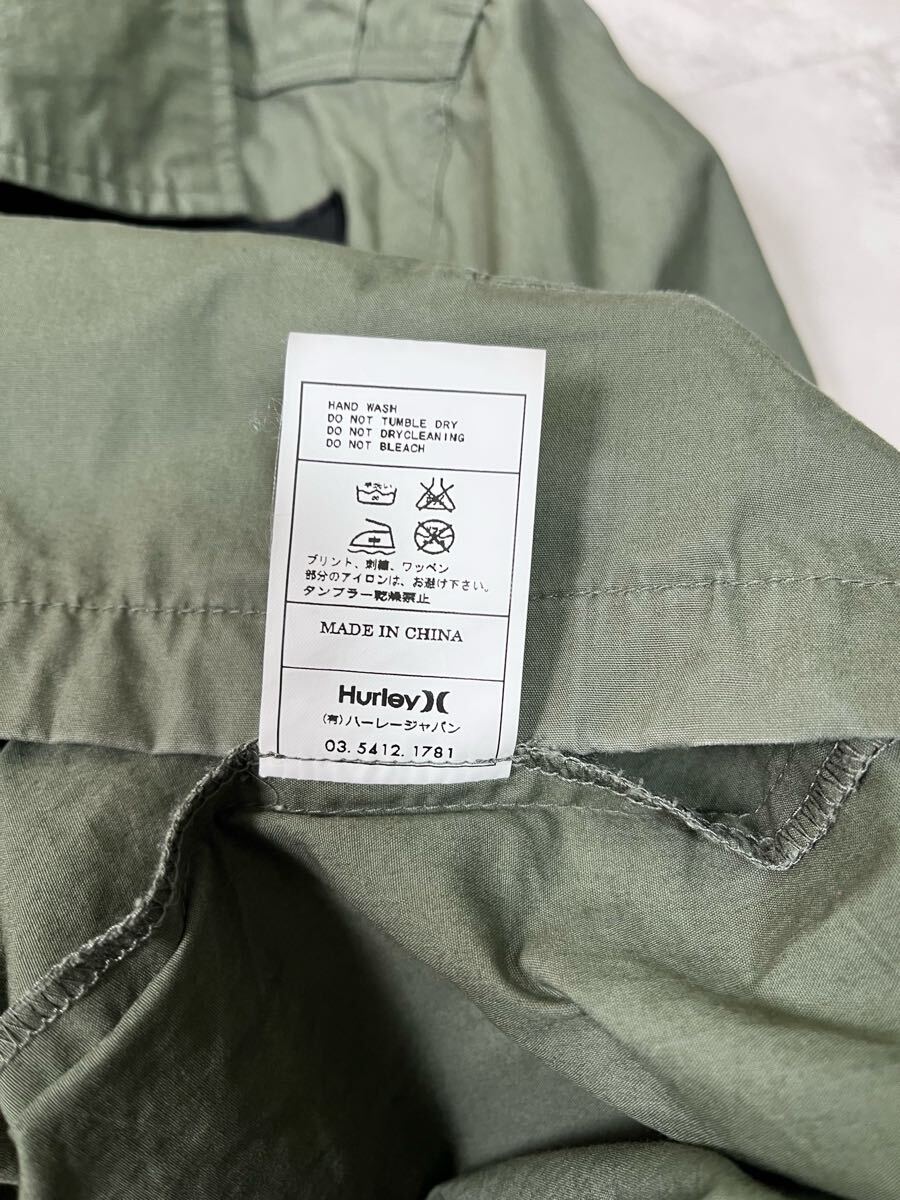 HAND WASH
DO NOT TUMBLE DRY
DO NOT DRYCLEANING
DO NOT BLEACH
手洗い
プリント、刺繍、ワッペン
部分のアイロンは、お避け下さい。
タンブラー乾燥禁止
MADE IN CHINA
Hurley
(有)ハーレージャパン
03. 5412. 1781